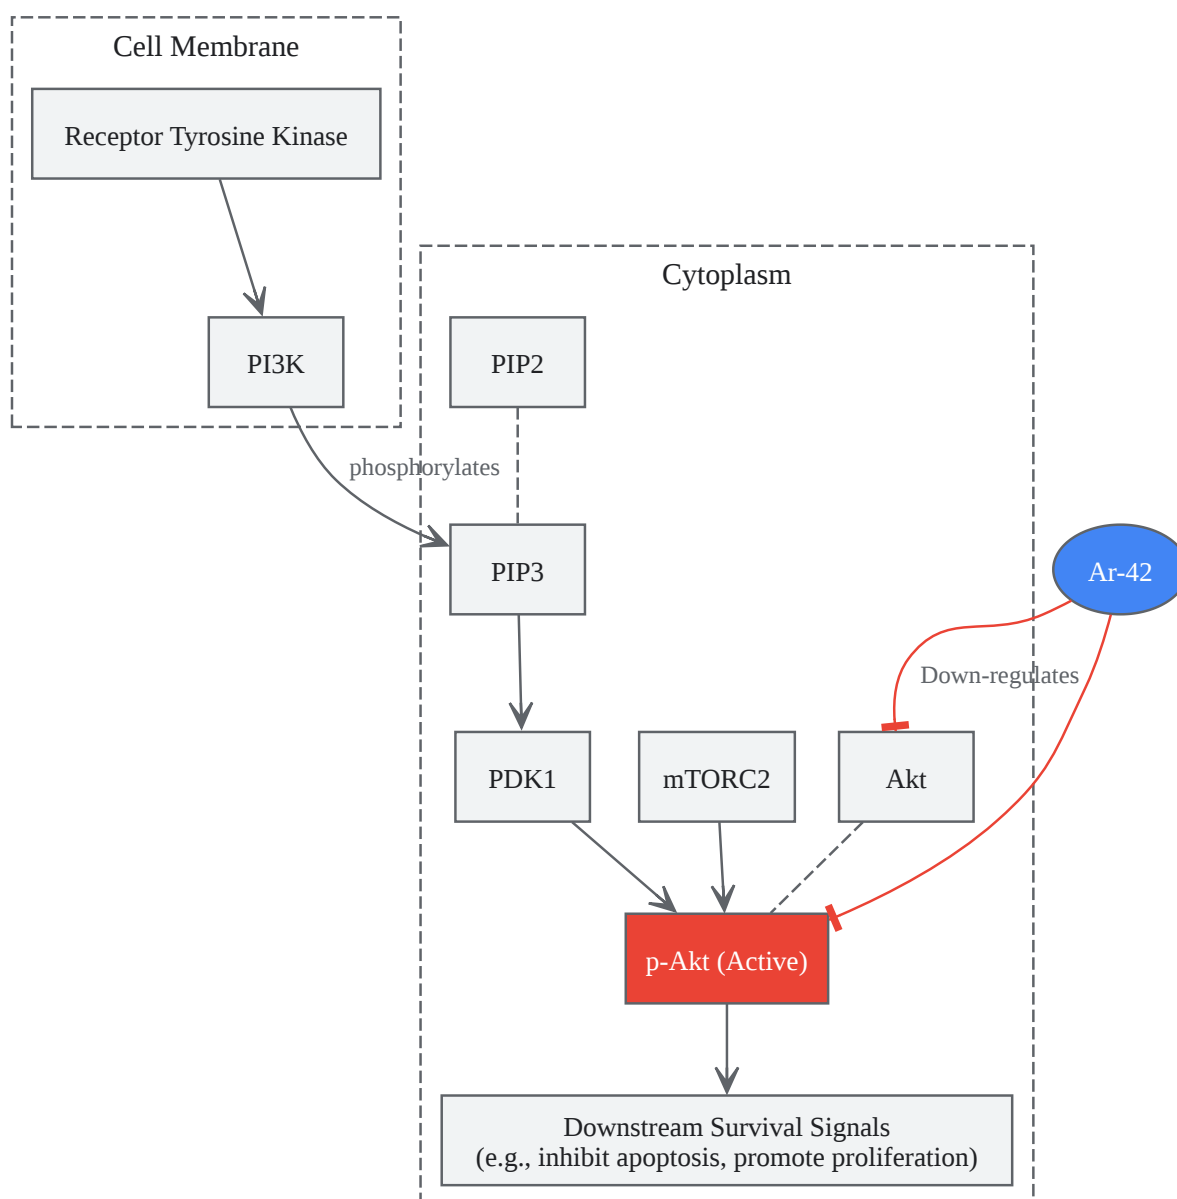 Cell Membrane
Receptor Tyrosine Kinase
Cytoplasm
PI3K
PIP2
phosphorylates
PIP3
Ar-42
Down-regulates
PDK1
mTORC2
Akt
p-Akt (Active)
Downstream Survival Signals
(e.g., inhibit apoptosis, promote proliferation)